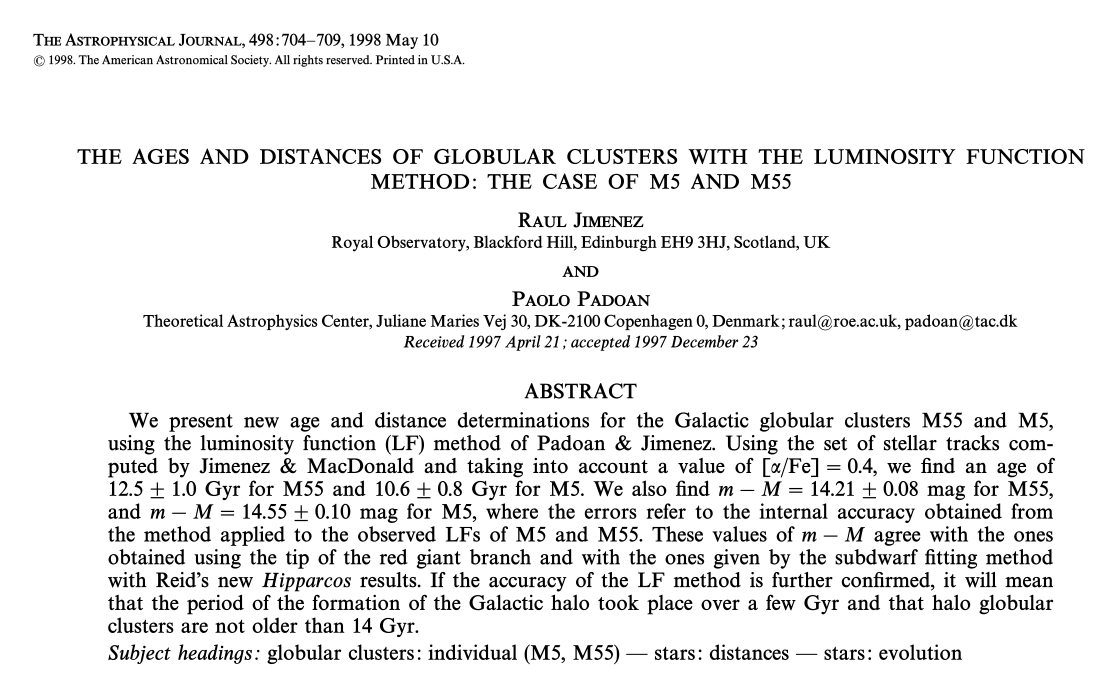 THE ASTROPHYSICAL JOURNAL, 498:704–709, 1998 May 10
© 1998. The American Astronomical Society. All rights reserved. Printed in U.S.A.
THE AGES AND DISTANCES OF GLOBULAR CLUSTERS WITH THE LUMINOSITY FUNCTION
METHOD: THE CASE OF M5 AND M55
RAUL JIMENEZ
Royal Observatory, Blackford Hill, Edinburgh EH9 3HJ, Scotland, UK
AND
PAOLO PADOAN
Theoretical Astrophysics Center, Juliane Maries Vej 30, DK-2100 Copenhagen 0, Denmark; raul@roe.ac.uk, padoan@tac.dk
Received 1997 April 21; accepted 1997 December 23
ABSTRACT
We present new age and distance determinations for the Galactic globular clusters M55 and M5,
using the luminosity function (LF) method of Padoan & Jimenez. Using the set of stellar tracks com-
puted by Jimenez & MacDonald and taking into account a value of [α/Fe] = 0.4, we find an age of
12.5 ± 1.0 Gyr for M55 and 10.6 ± 0.8 Gyr for M5. We also find m − M = 14.21 ± 0.08 mag for M55,
and m − M = 14.55 ± 0.10 mag for M5, where the errors refer to the internal accuracy obtained from
the method applied to the observed LFs of M5 and M55. These values of m − M agree with the ones
obtained using the tip of the red giant branch and with the ones given by the subdwarf fitting method
with Reid's new Hipparcos results. If the accuracy of the LF method is further confirmed, it will mean
that the period of the formation of the Galactic halo took place over a few Gyr and that halo globular
clusters are not older than 14 Gyr.
Subject headings: globular clusters: individual (M5, M55) — stars: distances — stars: evolution